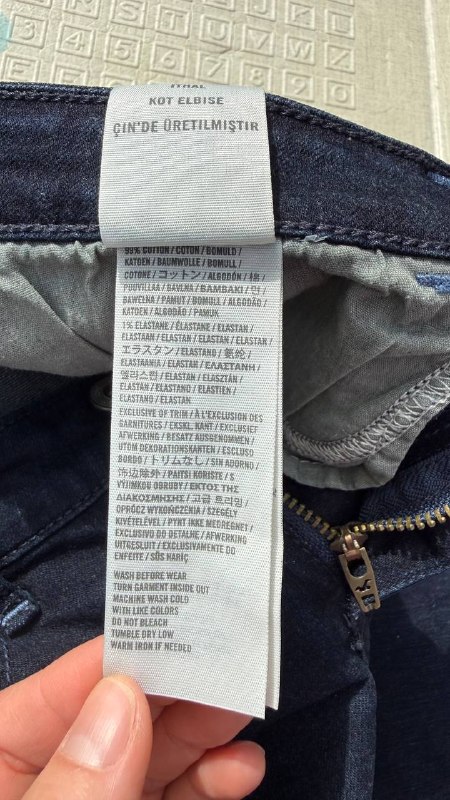 ITHAL
KOT ELBISE
ÇIN'DE ÜRETILMIŞTIR
99% COTTON / COTON / BOMULD /
KATOEN / BAUMWOLLE / BOMULL /
COTONE / コットン / ALGODÓN / 棉 /
PUUVILLAA / BAVLNA / ΒΑΜΒΑΚΙ / 면 /
BAWEŁNA / PAMUT / BOMULL / ALGODÃO /
KATOEN / ALGODÃO / PAMUK
1% ELASTANE / ÉLASTANE / ELASTAN /
ELASTAAN / ELASTAN / ELASTAN / ELASTAN /
エラスタン / ELASTANO / 氨纶 /
ELASTAANIA / ELASTAN / ΕΛΑΣΤΑΝΗ /
엘라스탄 / ELASTAN / ELASZTÁN /
ELASTAN / ELASTANO / ELASTIEN /
ELASTANO / ELASTAN
EXCLUSIVE OF TRIM / À L'EXCLUSION DES
GARNITURES / EKSKL. KANT / EXCLUSIEF
AFWERKING / BESATZ AUSGENOMMEN /
UTOM DEKORATIONSKANTEN / ESCLUSO
BORDO / トリムなし / SIN ADORNO /
饰边除外 / PAITSI KORISTE / S
VÝJIMKOU OBRUBY / ΕΚΤΟΣ ΤΗΣ
ΔΙΑΚΟΣΜΗΣΗΣ / 고급 트리밍 /
OPRÓCZ WYKOŃCZENIA / SZEGÉLY
KIVÉTELÉVEL / PYNT IKKE MEDREGNET /
EXCLUSIVO DO DETALHE / AFWERKING
UITGESLUIT / EXCLUSIVAMENTE DO
ENFEITE / SÜS HARİÇ
WASH BEFORE WEAR
TURN GARMENT INSIDE OUT
MACHINE WASH COLD
WITH LIKE COLORS
DO NOT BLEACH
TUMBLE DRY LOW
WARM IRON IF NEEDED